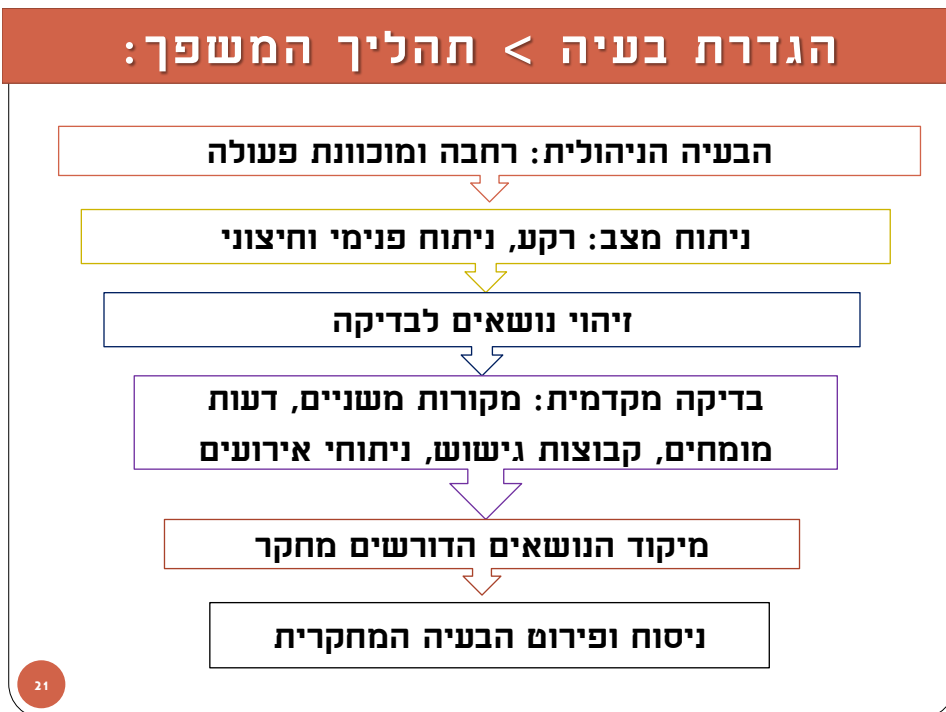 הגדרת בעיה > תהליך המשפך:
הבעיה הניהולית: רחבה ומוכוונת פעולה
ניתוח מצב: רקע, ניתוח פנימי וחיצוני
זיהוי נושאים לבדיקה
בדיקה מקדמית: מקורות משניים, דעות
מומחים, קבוצות גישוש, ניתוחי אירועים
מיקוד הנושאים הדורשים מחקר
ניסוח ופירוט הבעיה המחקרית
21